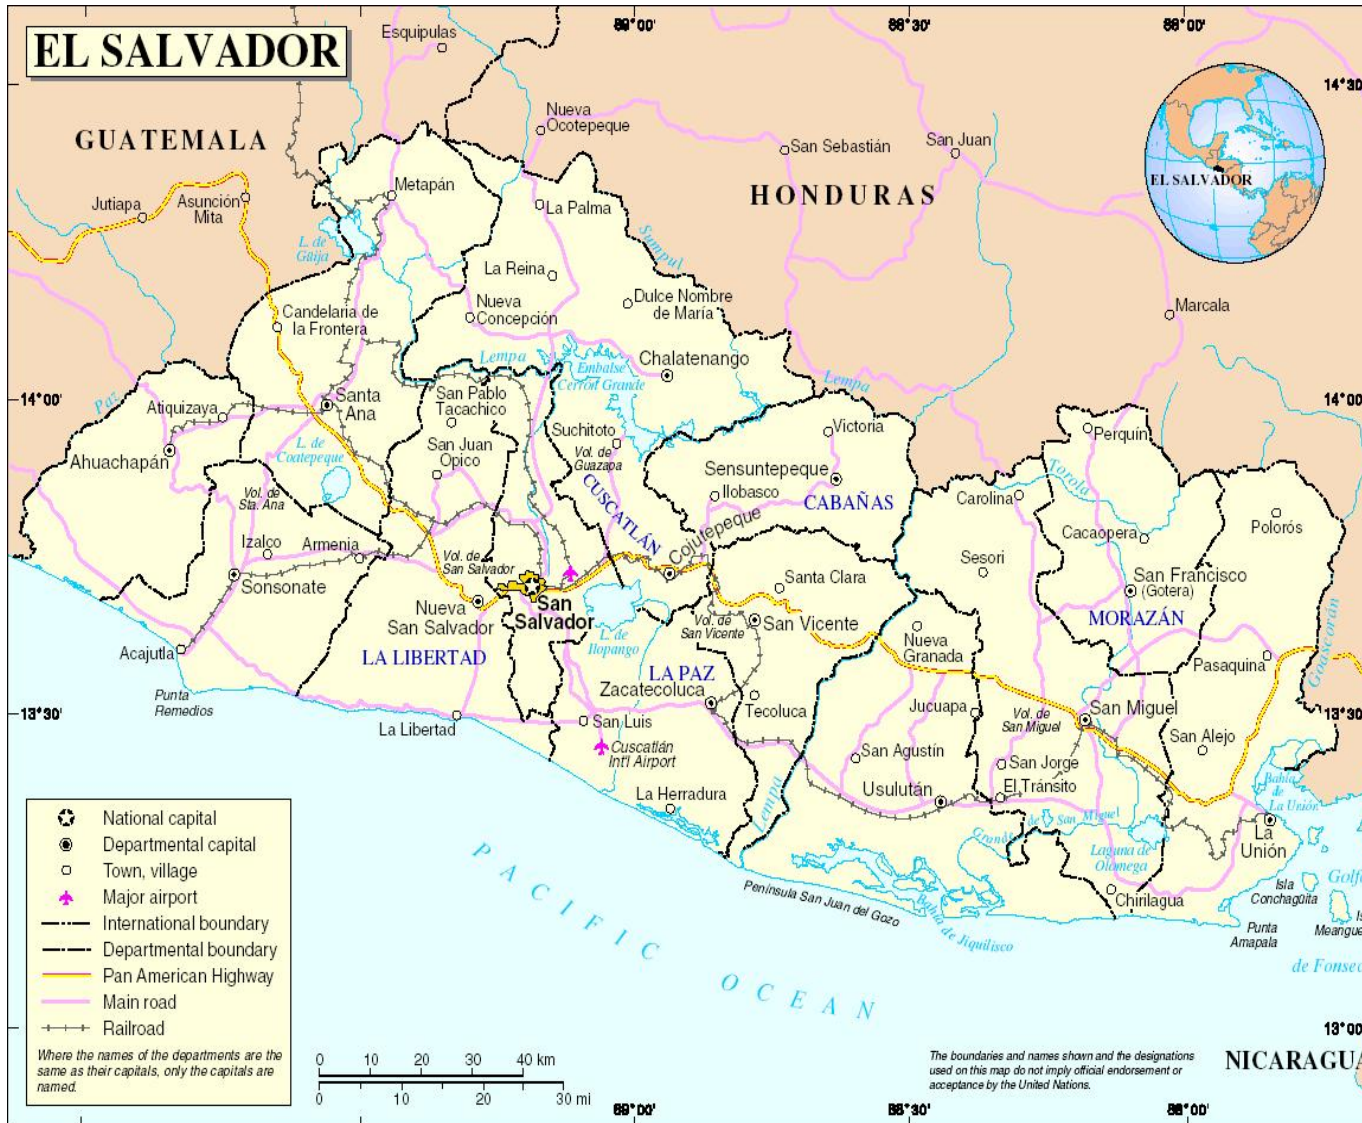 EL SALVADOR
89°00'
88°30'
88°00'
14°30'
Esquipulas
Nueva
Ocotepeque
GUATEMALA
San Sebastián
San Juan
HONDURAS
EL SALVADOR
Metapán
Jutiapa
Asunción
Mita
La Palma
L. de
Güija
Sumpul
La Reina
Nueva
Concepción
Dulce Nombre
de María
Marcala
Candelaria de
la Frontera
Lempa
Chalatenango
Embalse
Cerrón Grande
Lempa
14°00'
14°00'
Paz
Atiquizaya
Santa
Ana
San Pablo
Tacachico
Suchitoto
Victoria
Perquín
Ahuachapán
L. de
Coatepeque
San Juan
Opico
Vol. de
Guazapa
Sensuntepeque
Torola
Vol. de
Sta. Ana
CUSCATLÁN
Ilobasco
CABAÑAS
Carolina
Polorós
Izalco
Armenia
Cojutepeque
Cacaopera
Vol. de
San Salvador
Sesori
Sonsonate
Santa Clara
San Francisco
(Gotera)
Nueva
San Salvador
San
Salvador
L. de
Ilopango
Vol. de
San Vicente
San Vicente
Nueva
Granada
MORAZÁN
Acajutla
LA LIBERTAD
LA PAZ
Pasaquina
Goascorán
Punta
Remedios
Zacatecoluca
Tecoluca
Jucuapa
Vol. de
San Miguel
San Miguel
13°30'
13°30'
La Libertad
San Luis
San Alejo
Cuscatlán
Int'l Airport
San Agustín
San Jorge
El Tránsito
Bahía
de
La Unión
La Herradura
Lempa
Usulután
Grande de San Miguel
La
Unión
Laguna de
Olomega
Península San Juan del Gozo
Chirilagua
Isla
Conchagüita
Golf
Bahía de Jiquilisco
Punta
Amapala
Meangue
de Fonsec
PACIFIC OCEAN
National capital
Departmental capital
Town, village
Major airport
International boundary
Departmental boundary
Pan American Highway
Main road
Railroad
Where the names of the departments are the
same as their capitals, only the capitals are
named.
0 10 20 30 40 km
0 10 20 30 mi
The boundaries and names shown and the designations
used on this map do not imply official endorsement or
acceptance by the United Nations.
13°00'
NICARAGUA
89°00'
88°30'
88°00'